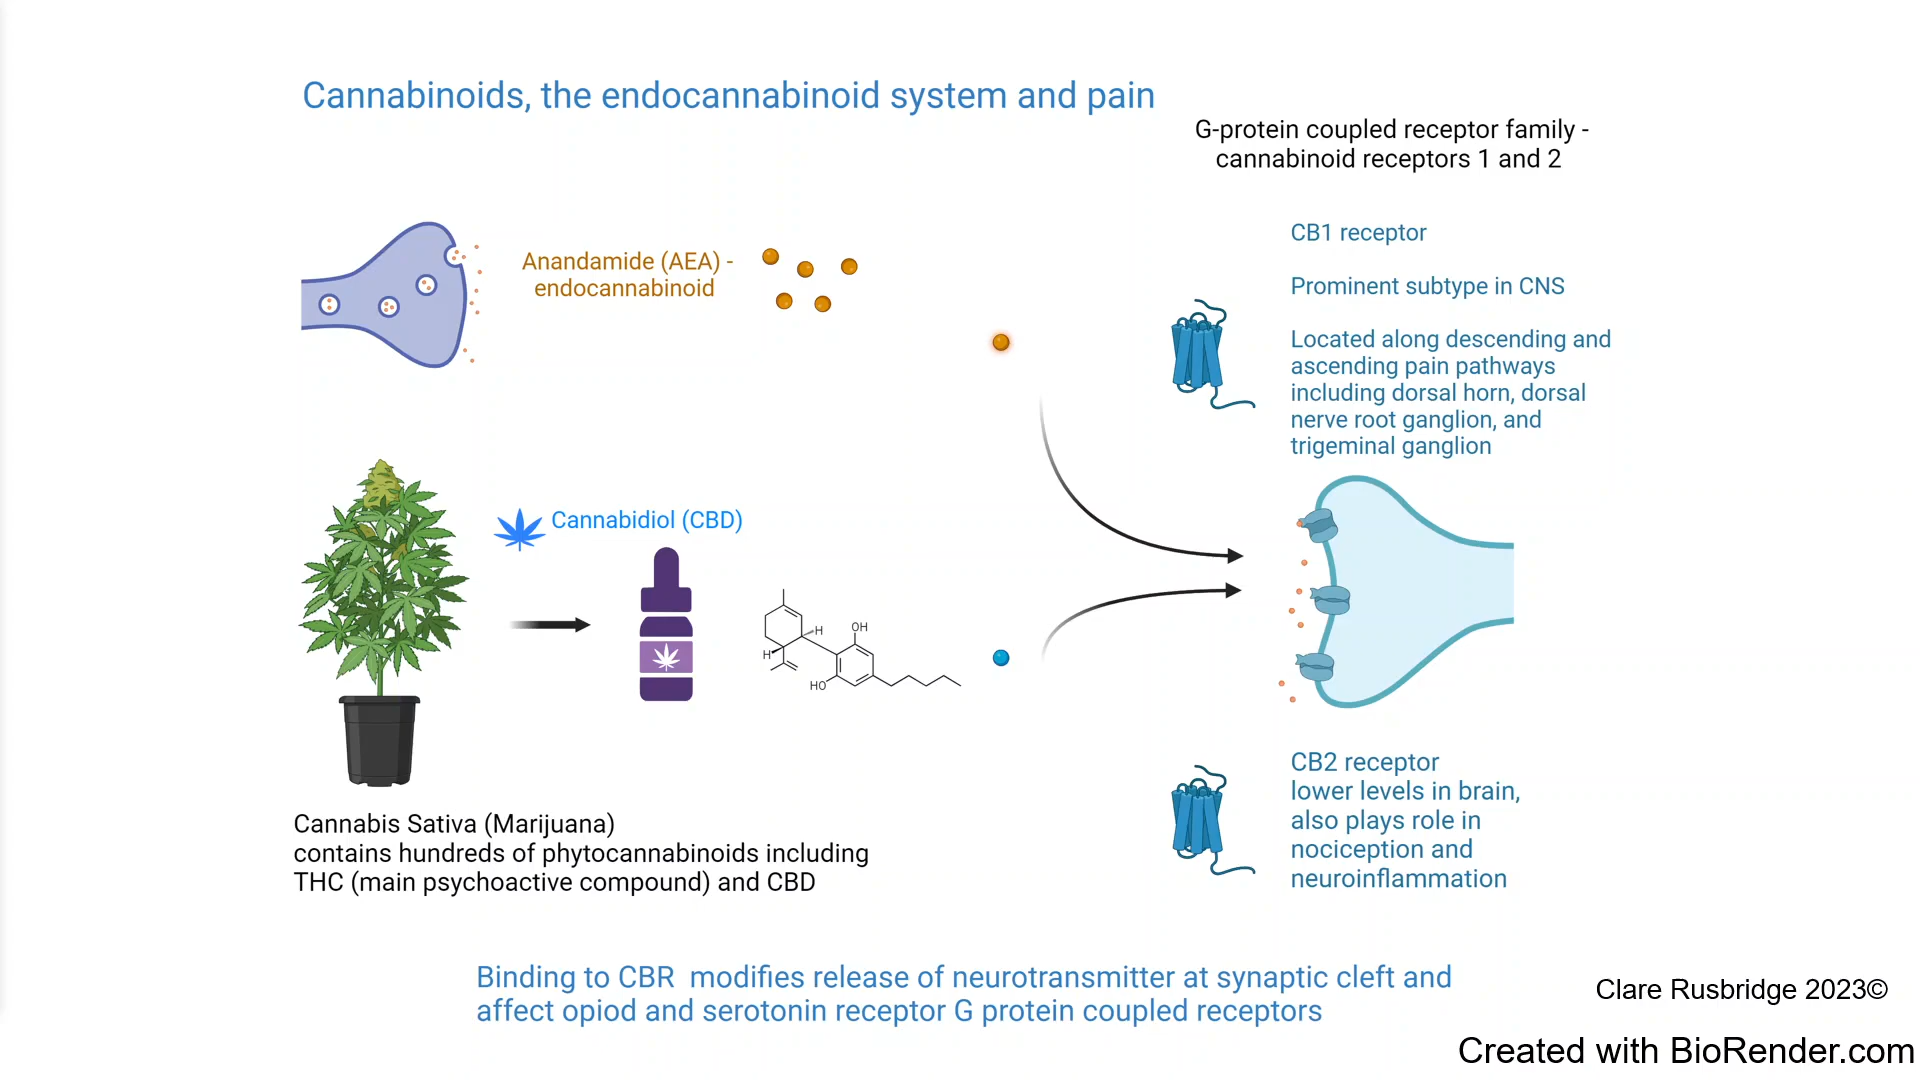 Cannabinoids, the endocannabinoid system and pain
G-protein coupled receptor family -
cannabinoid receptors 1 and 2
Anandamide (AEA) -
endocannabinoid
CB1 receptor
Prominent subtype in CNS
Located along descending and
ascending pain pathways
including dorsal horn, dorsal
nerve root ganglion, and
trigeminal ganglion
Cannabidiol (CBD)
H
OH
H
HO
Cannabis Sativa (Marijuana)
contains hundreds of phytocannabinoids including
THC (main psychoactive compound) and CBD
CB2 receptor
lower levels in brain,
also plays role in
nociception and
neuroinflammation
Binding to CBR modifies release of neurotransmitter at synaptic cleft and
affect opiod and serotonin receptor G protein coupled receptors
Clare Rusbridge 2023©
Created with BioRender.com